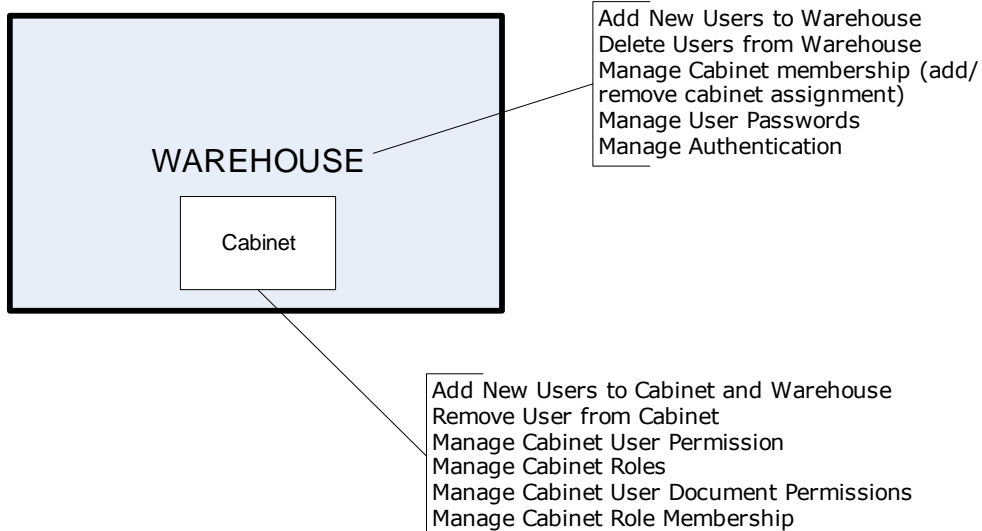 Add New Users to Warehouse
Delete Users from Warehouse
Manage Cabinet membership (add/
remove cabinet assignment)
Manage User Passwords
Manage Authentication
WAREHOUSE
Cabinet
Add New Users to Cabinet and Warehouse
Remove User from Cabinet
Manage Cabinet User Permission
Manage Cabinet Roles
Manage Cabinet User Document Permissions
Manage Cabinet Role Membership